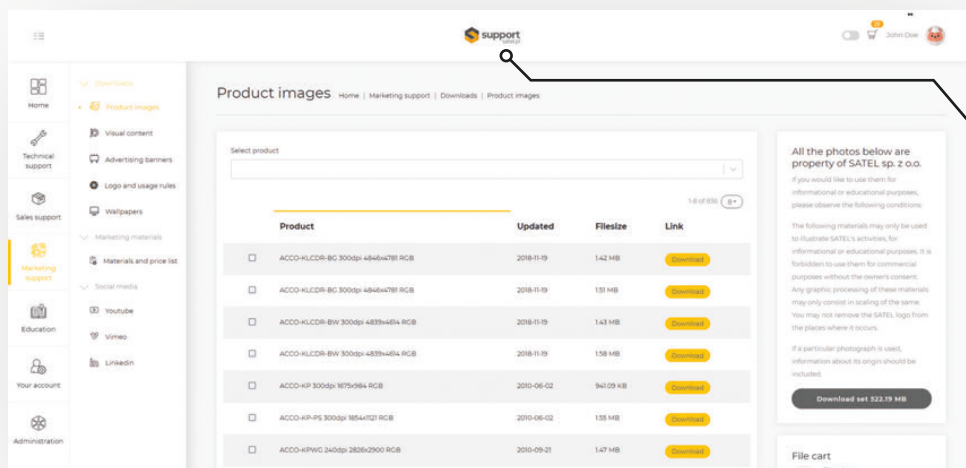 support
satel.pl
John Doe
Home
Technical
support
Sales support
Marketing
support
Education
Your account
Administration
Downloads
Product images
Visual content
Advertising banners
Logo and usage rules
Wallpapers
Marketing materials
Materials and price list
Social media
Youtube
Vimeo
Linkedin
Product images Home | Marketing support | Downloads | Product images
Select product
1-8 of 836 8
Product Updated Filesize Link
ACCO-KLCDR-BG 300dpi 4846x4781 RGB 2018-11-19 1.42 MB Download
ACCO-KLCDR-BG 300dpi 4846x4781 RGB 2018-11-19 1.51 MB Download
ACCO-KLCDR-BW 300dpi 4839x4614 RGB 2018-11-19 1.43 MB Download
ACCO-KLCDR-BW 300dpi 4839x4614 RGB 2018-11-19 1.58 MB Download
ACCO-KP 300dpi 1675x984 RGB 2010-06-02 941.09 KB Download
ACCO-KP-PS 300dpi 1854x1121 RGB 2010-06-02 1.55 MB Download
ACCO-KPWG 240dpi 2826x2900 RGB 2010-09-21 1.47 MB Download
All the photos below are
property of SATEL sp. z o.o.
If you would like to use them for
informational or educational purposes,
please observe the following conditions:
The following materials may only be used
to illustrate SATEL's activities, for
informational or educational purposes. It is
forbidden to use them for commercial
purposes without the owner's consent.
Any graphic processing of these materials
may only consist in scaling of the same.
You may not remove the SATEL logo from
the places where it occurs.
If a particular photograph is used,
information about its origin should be
included.
Download set 522.19 MB
File cart